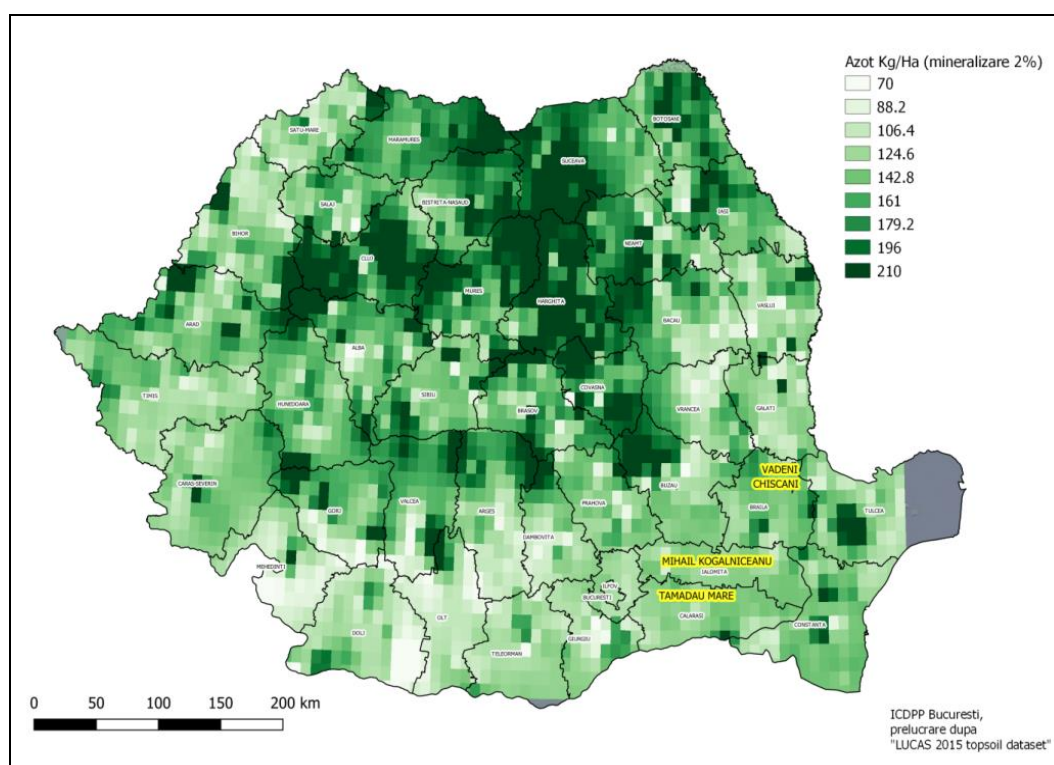 Azot Kg/Ha (mineralizare 2%)
70
88.2
106.4
124.6
142.8
161
179.2
196
210
SATU-MARE
MARAMURES
BOTOSANI
SUCEAVA
SALAJ
BISTRITA-NASAUD
IASI
BIHOR
CLUJ
NEAMT
MURES
HARGHITA
BACAU
VASLUI
ARAD
ALBA
TIMIS
HUNEDOARA
SIBIU
BRASOV
COVASNA
VRANCEA
GALATI
CARAS-SEVERIN
VADENI
CHISCANI
GORJ
VALCEA
ARGES
PRAHOVA
BUZAU
BRAILA
TULCEA
DAMBOVITA
MEHEDINTI
MIHAIL KOGALNICEANU
IALOMITA
ILFOV
BUCURESTI
TAMADAU MARE
DOLJ
OLT
TELEORMAN
GIURGIU
CALARASI
CONSTANTA
0 50 100 150 200 km
ICDPP Bucuresti,
prelucrare dupa
"LUCAS 2015 topsoil dataset"